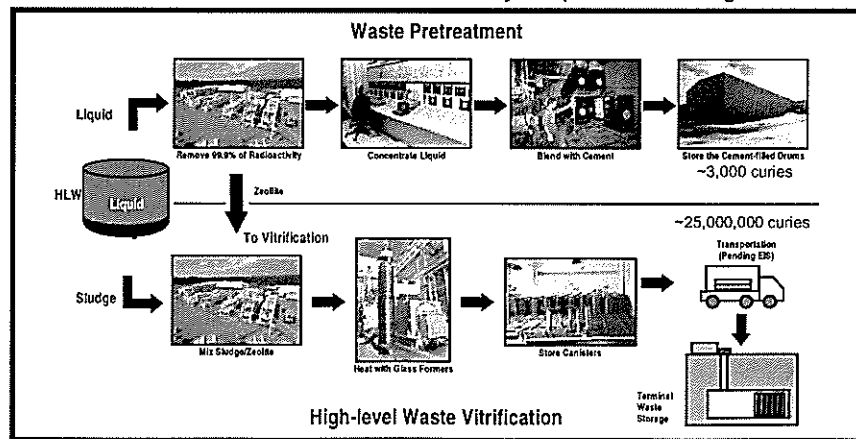 Waste Pretreatment
Liquid
Remove 99.9% of Radioactivity
Concentrate Liquid
Blend with Cement
Store the Cement-filled Drums
~3,000 curies
HLW
Liquid
Zeolite
~25,000,000 curies
To Vitrification
Transportation
(Pending EIS)
Sludge
Mix Sludge/Zeolite
Heat with Glass Formers
Store Canisters
Terminal
Waste
Storage
High-level Waste Vitrification